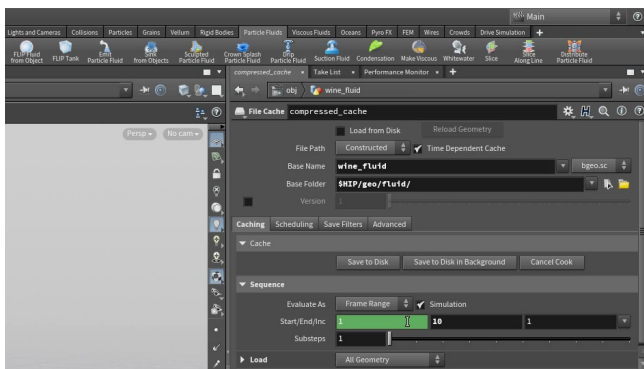 Main
Lights and Cameras Collisions Particles Grains Vellum Rigid Bodies Particle Fluids Viscous Fluids Oceans Pyro FX FEM Wires Crowds Drive Simulation +
FLIP Fluid from Object
FLIP Tank
Emit Particle Fluid
Sink from Objects
Sculpted Particle Fluid
Crown Splash Particle Fluid
Drip Particle Fluid
Suction Fluid
Condensation
Make Viscous
Whitewater
Slice
Slice Along Line
Distribute Particle Fluid
compressed_cache × Take List × Performance Monitor × +
obj wine_fluid
File Cache compressed_cache
Persp No cam
Load from Disk Reload Geometry
File Path Constructed Time Dependent Cache
Base Name wine_fluid bgeo.sc
Base Folder $HIP/geo/fluid/
Version 1
Caching Scheduling Save Filters Advanced
Cache
Save to Disk Save to Disk in Background Cancel Cook
Sequence
Evaluate As Frame Range Simulation
Start/End/Inc 1 10 1
Substeps 1
Load All Geometry